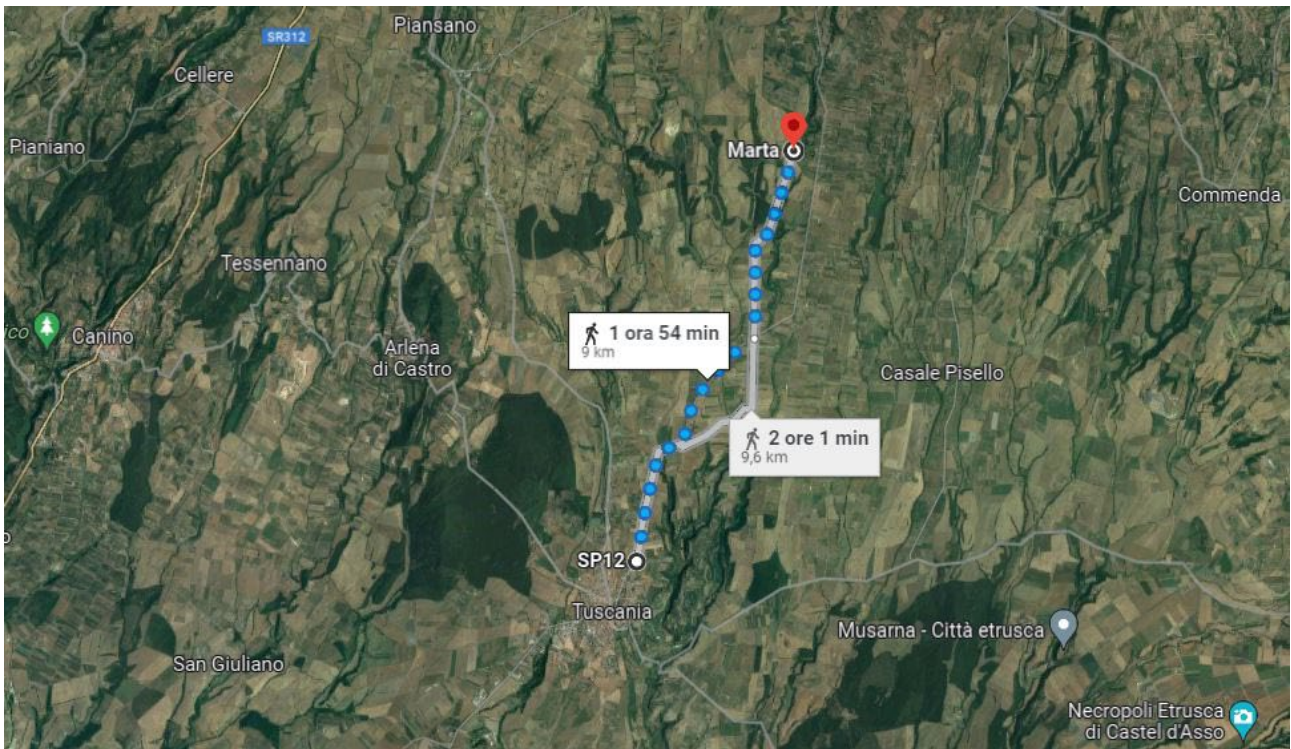 Piansano
SR312
Cellere
Pianiano
Marta
Commenda
Tessennano
ico
Canino
1 ora 54 min
9 km
Arlena
di Castro
Casale Pisello
2 ore 1 min
9,6 km
SP12
Tuscania
Musarna - Città etrusca
San Giuliano
Necropoli Etrusca
di Castel d'Asso